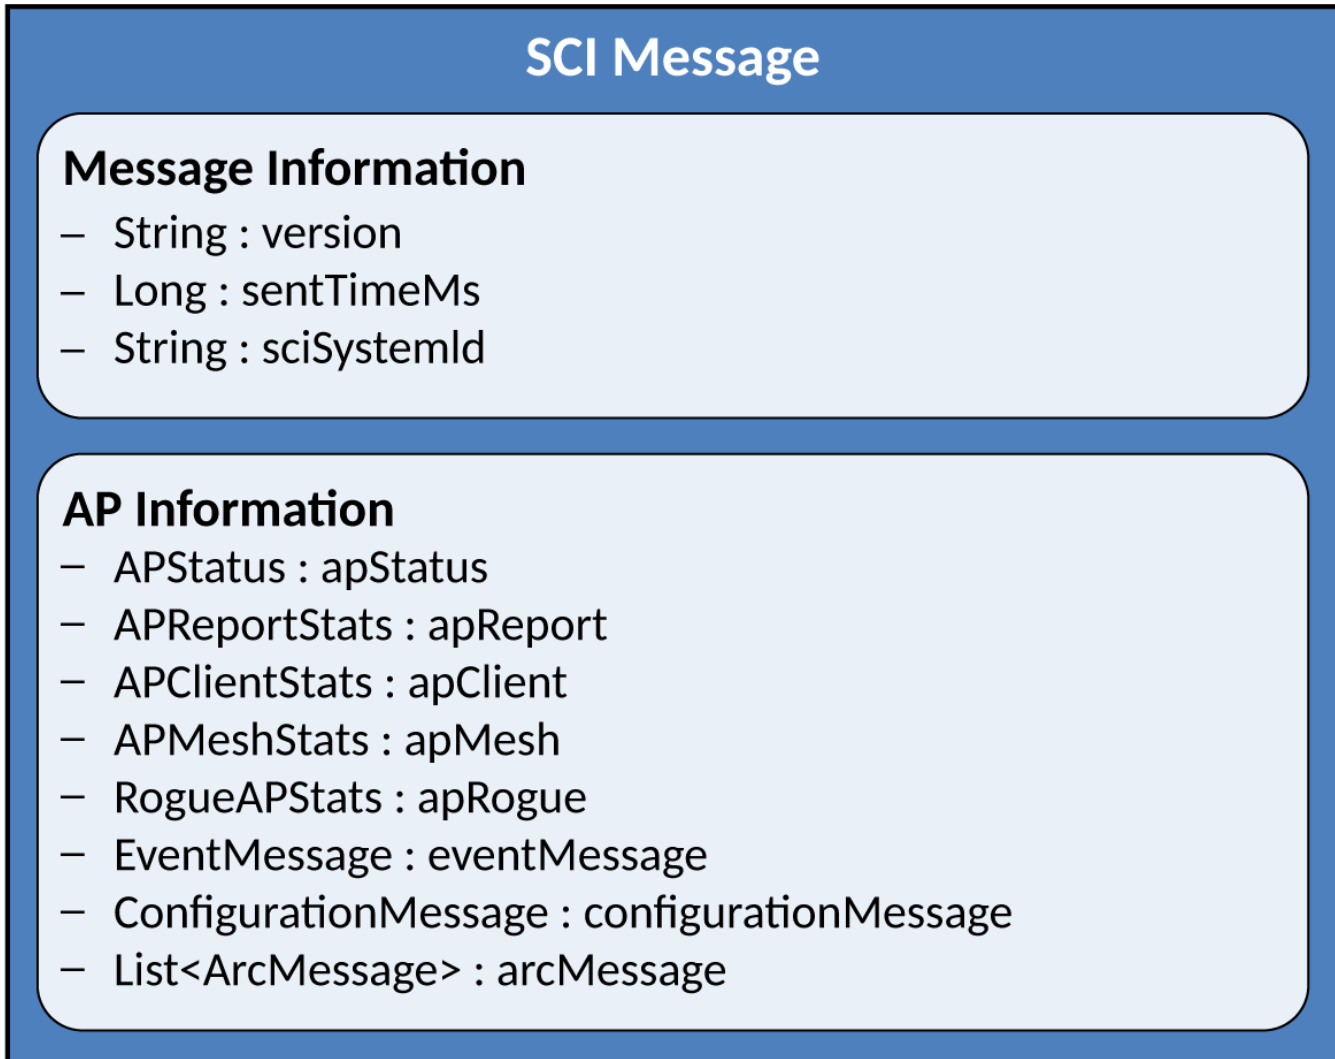 SCI Message
Message Information
– String : version
– Long : sentTimeMs
– String : sciSystemId
AP Information
– APStatus : apStatus
– APReportStats : apReport
– APClientStats : apClient
– APMeshStats : apMesh
– RogueAPStats : apRogue
– EventMessage : eventMessage
– ConfigurationMessage : configurationMessage
– List<ArcMessage> : arcMessage